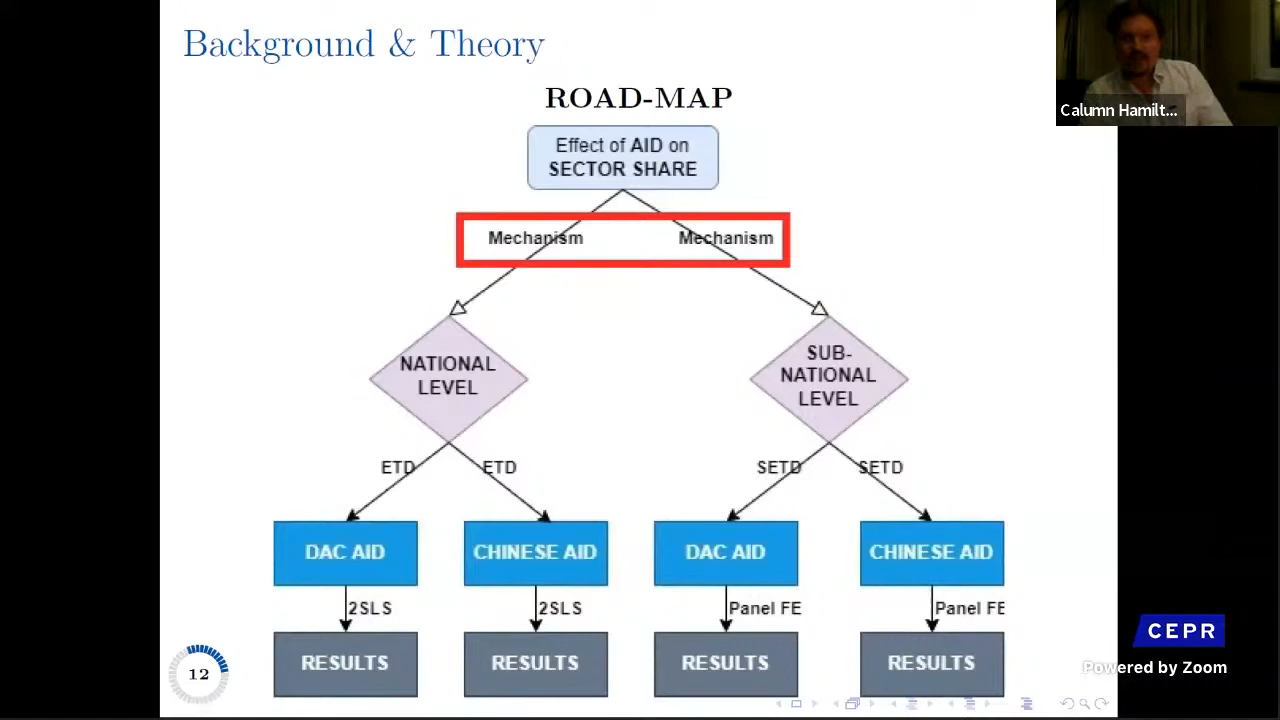 Background & Theory
ROAD-MAP
Calumn Hamilt...
Effect of AID on
SECTOR SHARE
Mechanism Mechanism
NATIONAL
LEVEL
SUB-
NATIONAL
LEVEL
ETD ETD SETD SETD
DAC AID CHINESE AID DAC AID CHINESE AID
2SLS 2SLS Panel FE Panel FE
RESULTS RESULTS RESULTS RESULTS
12
CEPR
Powered by Zoom